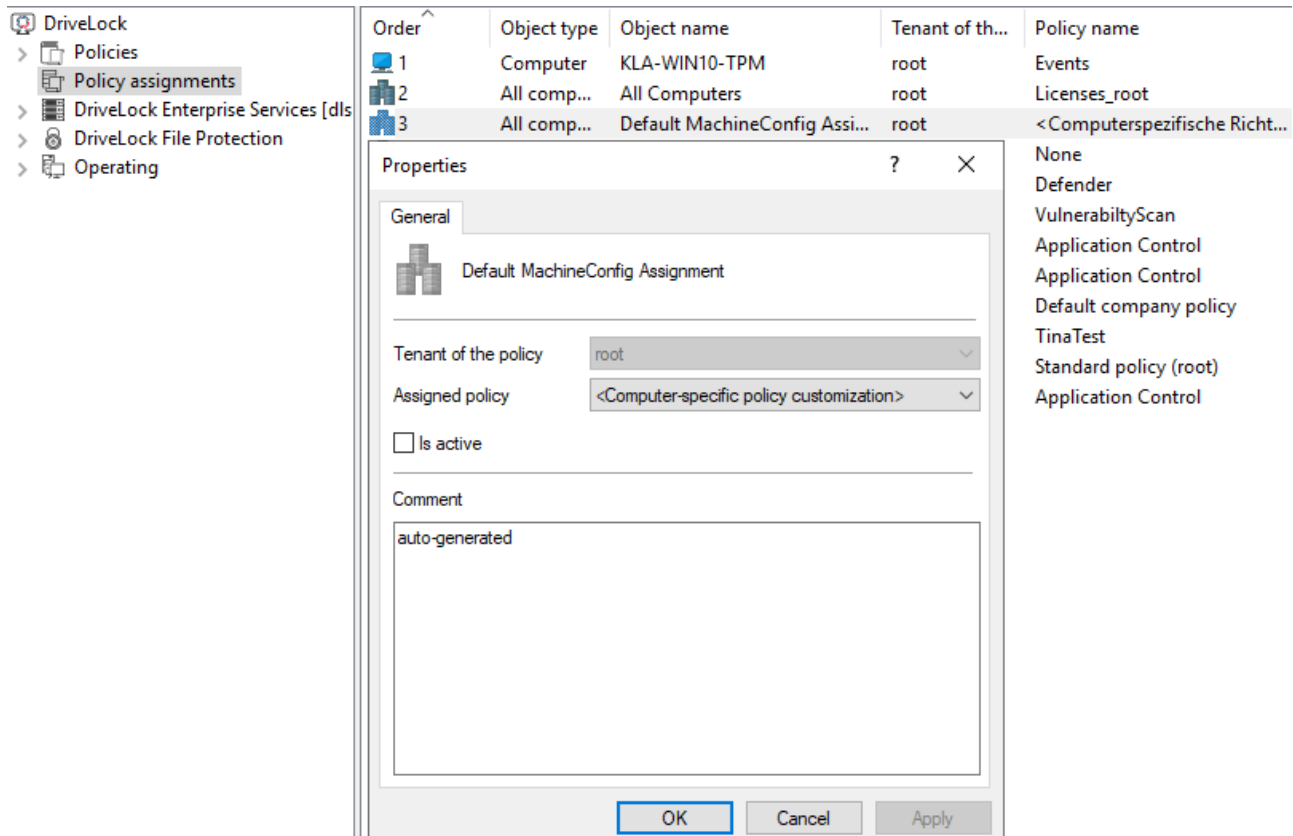 DriveLock
Policies
Policy assignments
DriveLock Enterprise Services [dls
DriveLock File Protection
Operating
Order Object type Object name Tenant of th... Policy name
1 Computer KLA-WIN10-TPM root Events
2 All comp... All Computers root Licenses_root
3 All comp... Default MachineConfig Assi... root <Computerspezifische Richt...
None
Defender
VulnerabiltyScan
Application Control
Application Control
Default company policy
TinaTest
Standard policy (root)
Application Control
Properties ?
General
Default MachineConfig Assignment
Tenant of the policy root
Assigned policy <Computer-specific policy customization>
Is active
Comment
auto-generated
OK Cancel Apply